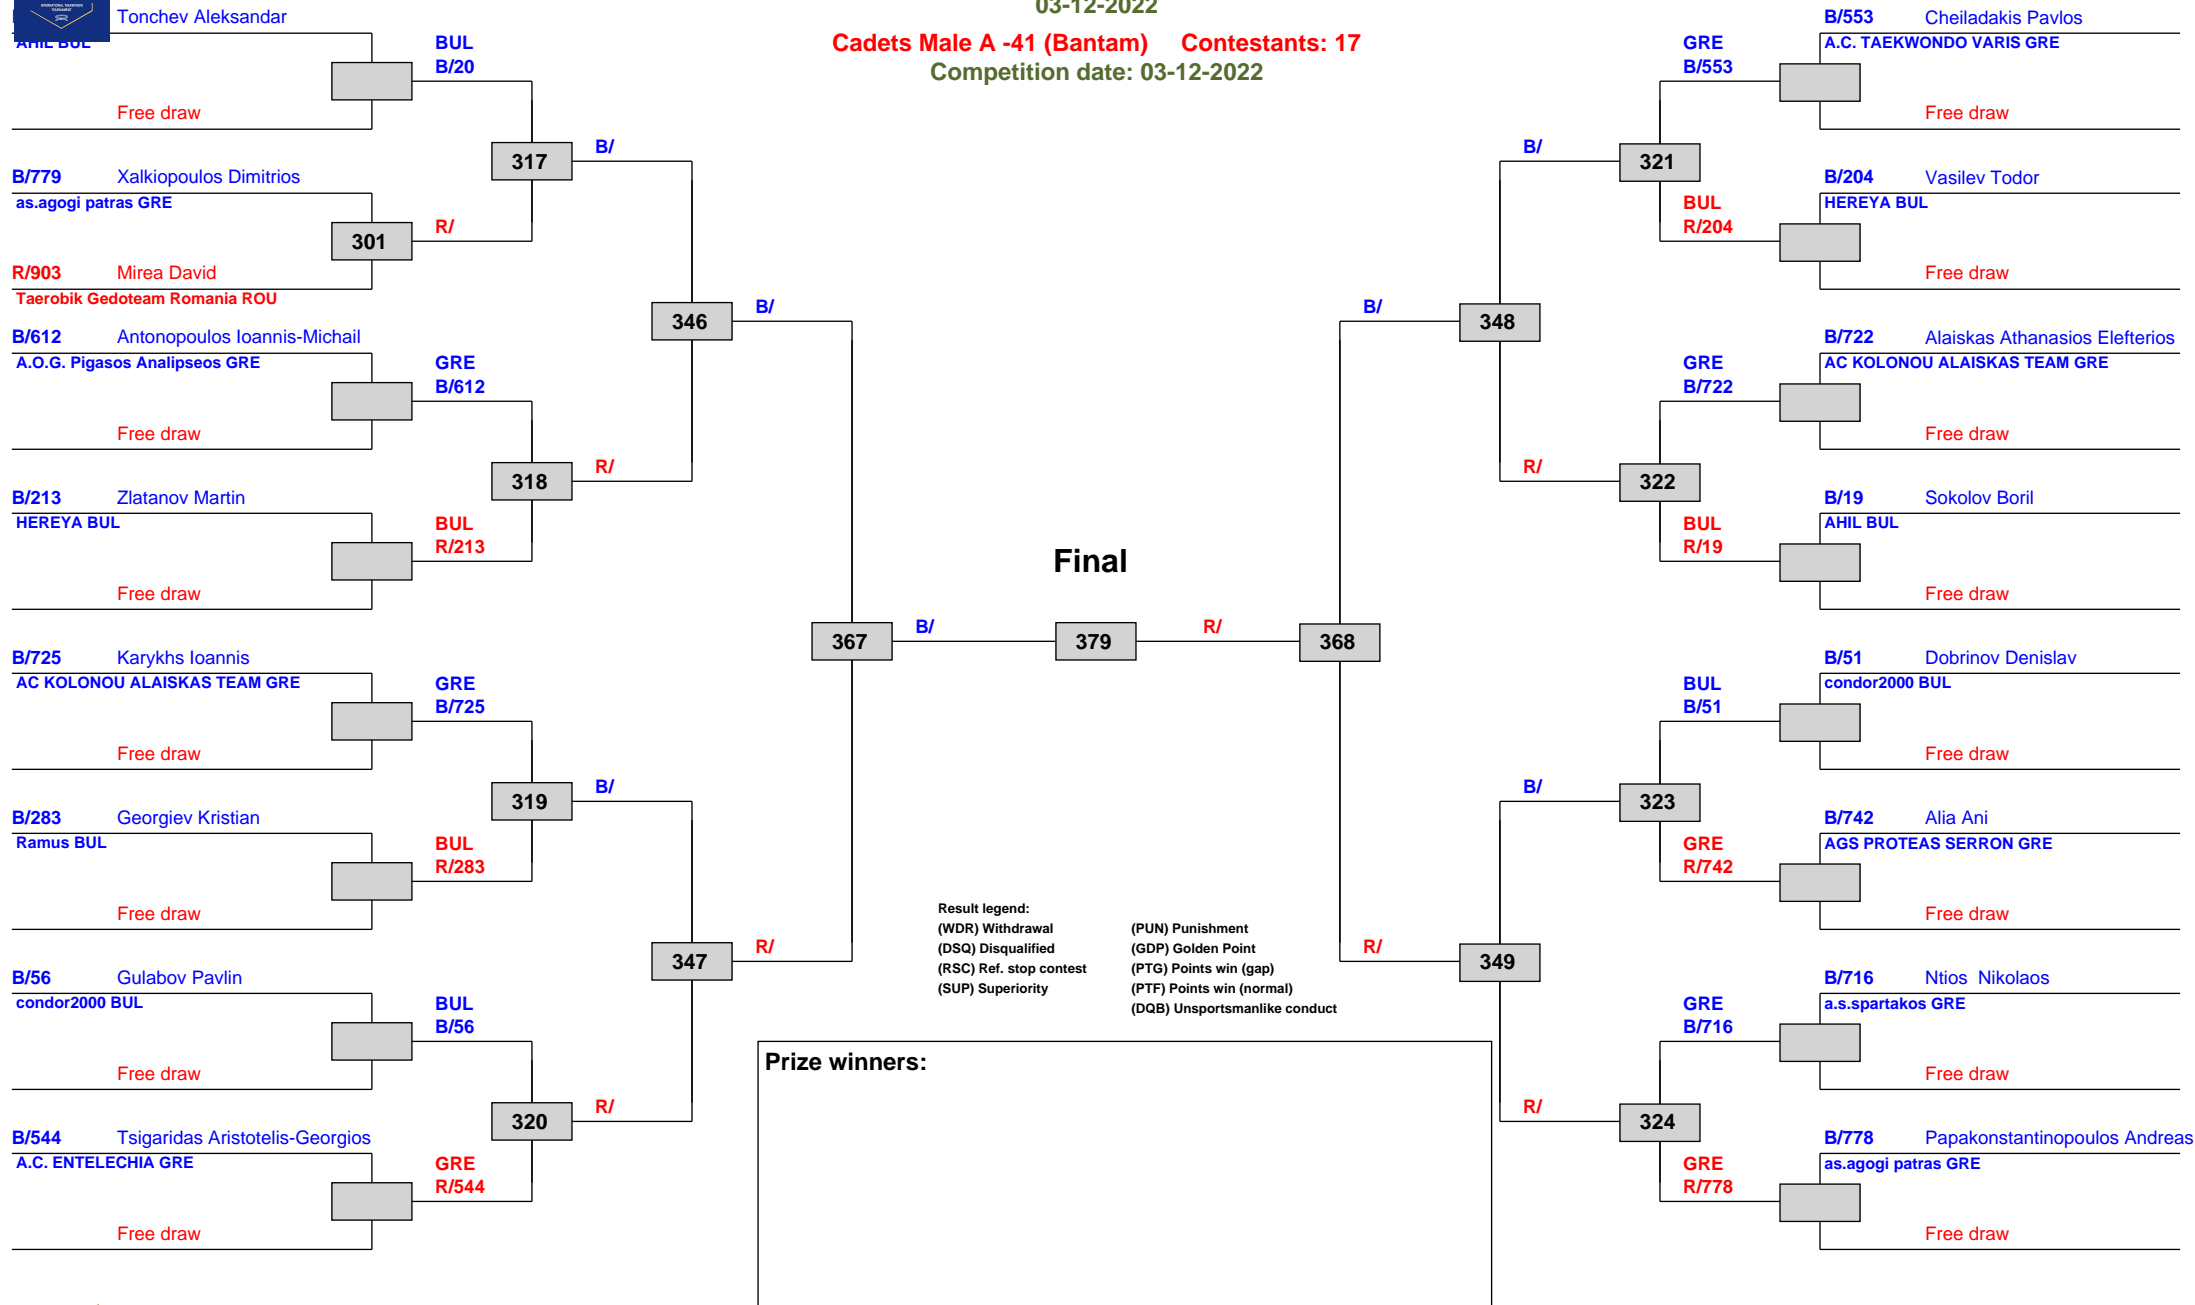 03-12-2022
Cadets Male A -41 (Bantam) Contestants: 17
Competition date: 03-12-2022
INTERNATIONAL TAEKWONDO
TOURNAMENT
Tonchev Aleksandar
AHIL BUL
Free draw
BUL
B/20
B/779 Xalkiopoulos Dimitrios
as.agogi patras GRE
301
R/903 Mirea David
Taerobik Gedoteam Romania ROU
R/
317
B/
B/612 Antonopoulos Ioannis-Michail
A.O.G. Pigasos Analipseos GRE
Free draw
GRE
B/612
B/213 Zlatanov Martin
HEREYA BUL
Free draw
BUL
R/213
318
R/
346
B/
B/725 Karykhs Ioannis
AC KOLONOU ALAISKAS TEAM GRE
Free draw
GRE
B/725
B/283 Georgiev Kristian
Ramus BUL
Free draw
BUL
R/283
319
B/
B/56 Gulabov Pavlin
condor2000 BUL
Free draw
BUL
B/56
B/544 Tsigaridas Aristotelis-Georgios
A.C. ENTELECHIA GRE
Free draw
GRE
R/544
320
R/
347
R/
367
B/
Final
379
R/
368
B/553 Cheiladakis Pavlos
A.C. TAEKWONDO VARIS GRE
Free draw
GRE
B/553
B/204 Vasilev Todor
HEREYA BUL
Free draw
BUL
R/204
321
B/
B/722 Alaiskas Athanasios Elefterios
AC KOLONOU ALAISKAS TEAM GRE
Free draw
GRE
B/722
B/19 Sokolov Boril
AHIL BUL
Free draw
BUL
R/19
322
R/
348
B/
B/51 Dobrinov Denislav
condor2000 BUL
Free draw
BUL
B/51
B/742 Alia Ani
AGS PROTEAS SERRON GRE
Free draw
GRE
R/742
323
B/
B/716 Ntios Nikolaos
a.s.spartakos GRE
Free draw
GRE
B/716
B/778 Papakonstantinopoulos Andreas
as.agogi patras GRE
Free draw
GRE
R/778
324
R/
349
R/
Result legend:
(WDR) Withdrawal (PUN) Punishment
(DSQ) Disqualified (GDP) Golden Point
(RSC) Ref. stop contest (PTG) Points win (gap)
(SUP) Superiority (PTF) Points win (normal)
(DQB) Unsportsmanlike conduct
Prize winners: